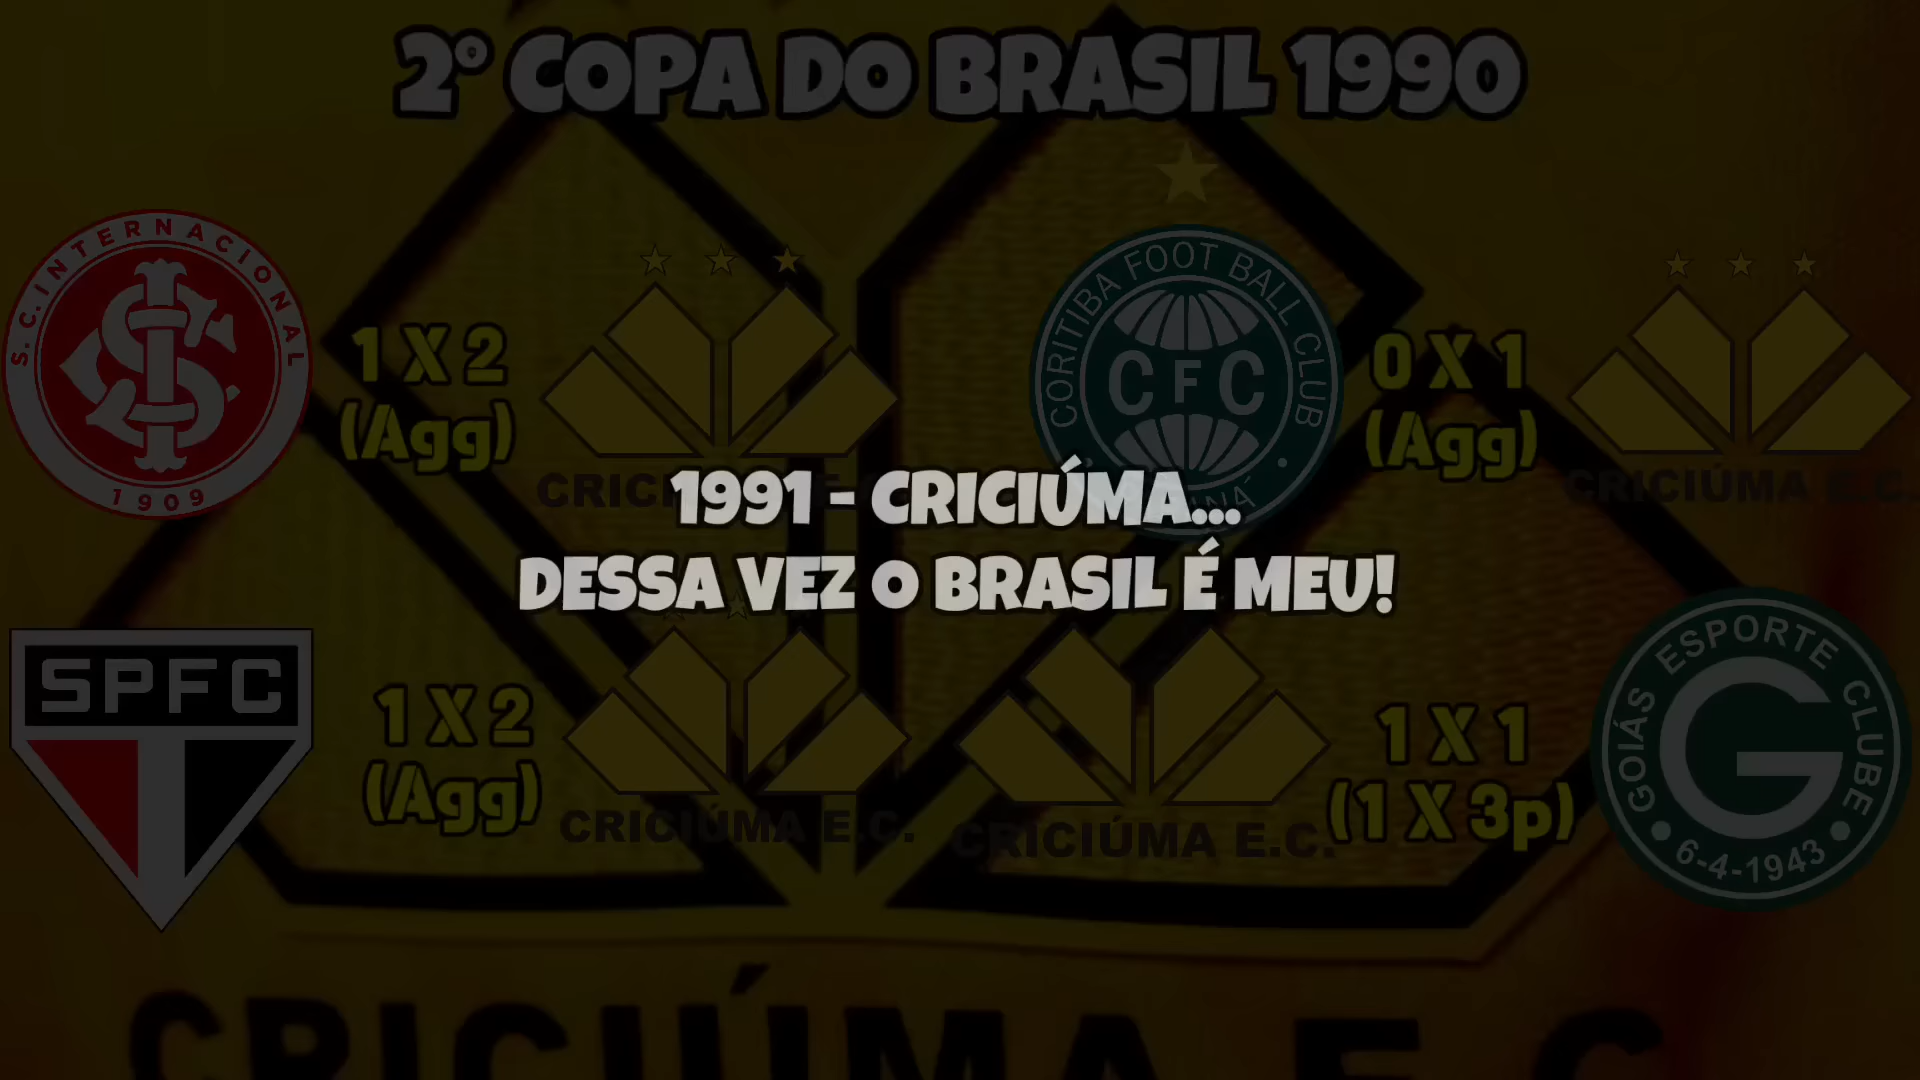 2° COPA DO BRASIL 1990
S. C. INTERNACIONAL
1909
1 X 2
(Agg)
CRICI
CORITIBA FOOT BALL CLUB
CFC
0 X 1
(Agg)
CRICIÚMA E.C.
1991 - CRICIÚMA...
DESSA VEZ O BRASIL É MEU!
SPFC
1 X 2
(Agg)
CRICIÚMA E.C.
CRICIÚMA E.C.
1 X 1
(1 X 3p)
GOIÁS ESPORTE CLUBE
G
6-4-1943
CRICIÚMA E.C